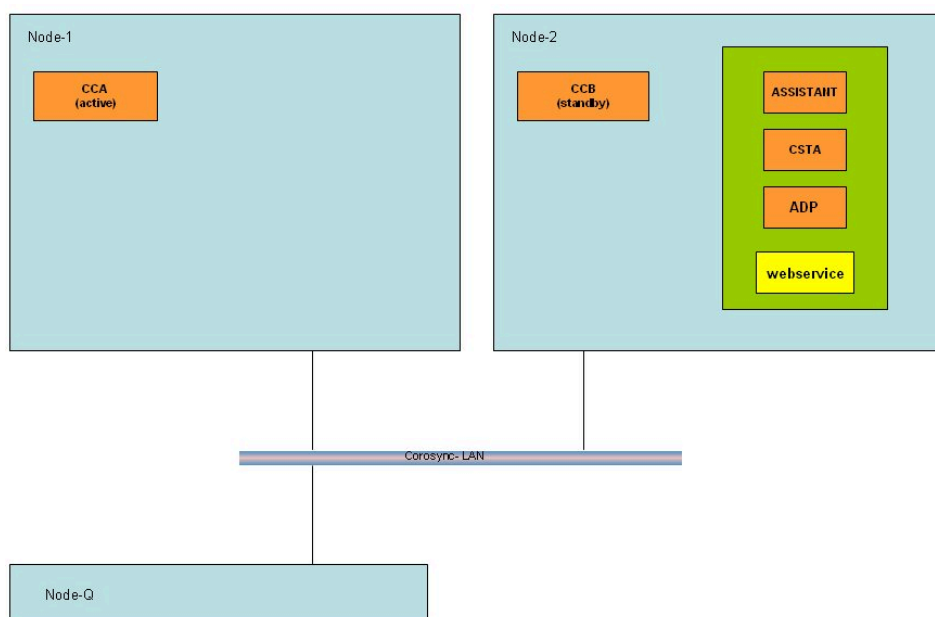 Node-1
CCA
(active)
Node-2
CCB
(standby)
ASSISTANT
CSTA
ADP
webservice
Corosync- LAN
Node-Q